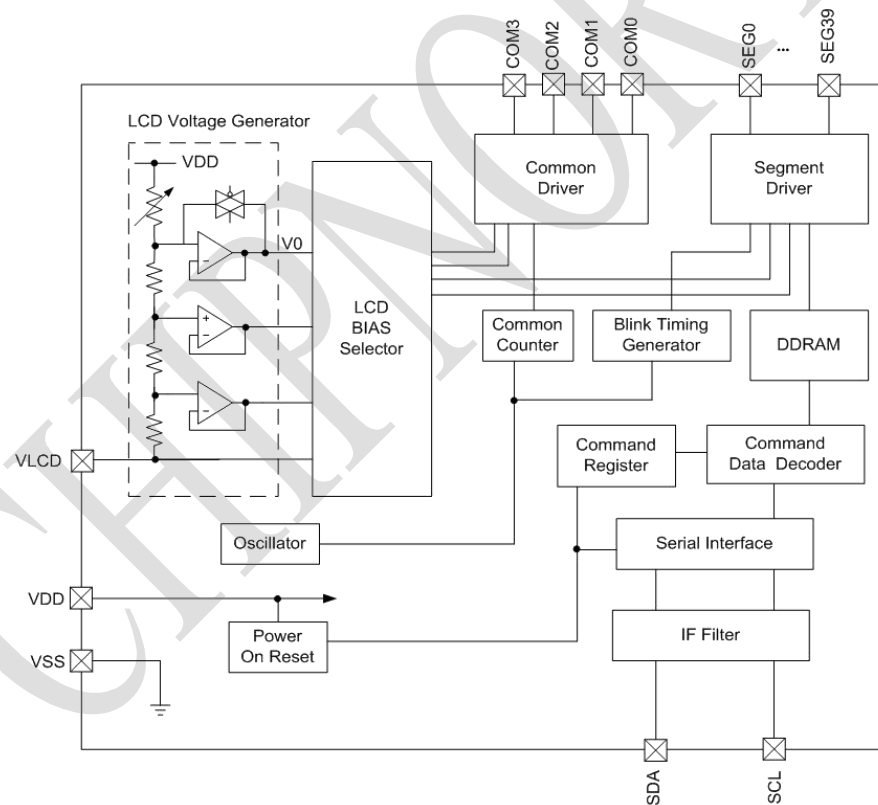 COM3
COM2
COM1
COM0
SEG0
...
SEG39
LCD Voltage Generator
VDD
V0
+
−
−
−
LCD
BIAS
Selector
Common
Driver
Segment
Driver
Common
Counter
Blink Timing
Generator
DDRAM
VLCD
Command
Register
Command
Data Decoder
Oscillator
Serial Interface
VDD
Power
On Reset
IF Filter
VSS
SDA
SCL